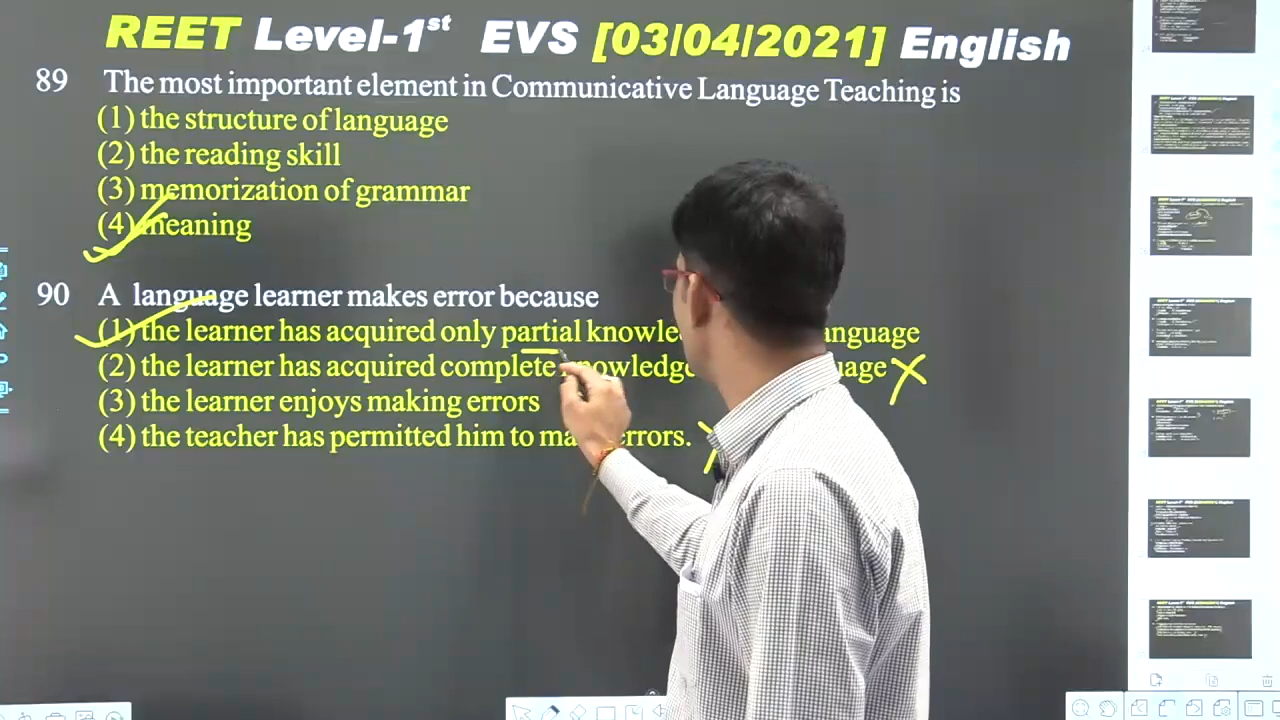 REET Level-1st EVS [03/04/2021] English
89 The most important element in Communicative Language Teaching is
(1) the structure of language
(2) the reading skill
(3) memorization of grammar
(4) meaning
90 A language learner makes error because
(1) the learner has acquired only partial
(2) the learner has acquired complete
(3) the learner enjoys making errors
(4) the teacher has permitted him to errors.